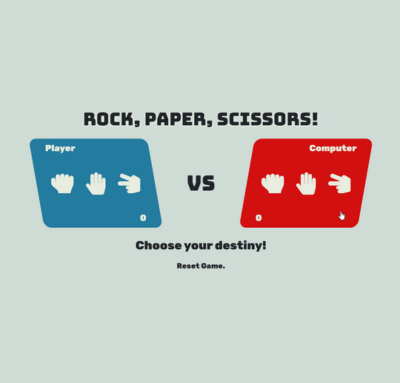 ROCK, PAPER, SCISSORS!
Player
Computer
VS
0
0
Choose your destiny!
Reset Game.